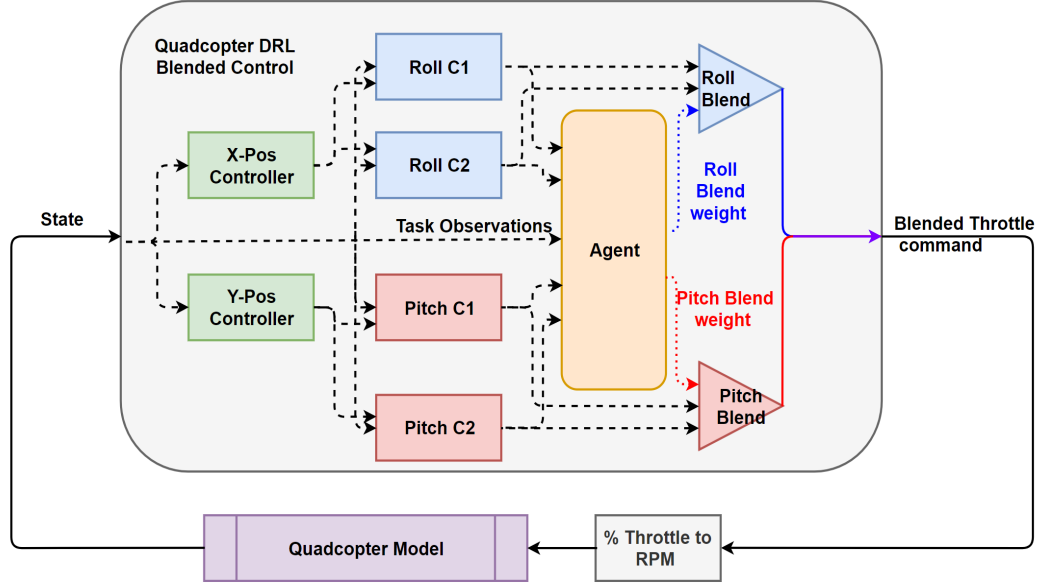 Quadcopter DRL
Blended Control
Roll C1
Roll
Blend
X-Pos
Controller
Roll C2
Roll
Blend
weight
State
Task Observations
Agent
Blended Throttle
command
Y-Pos
Controller
Pitch C1
Pitch Blend
weight
Pitch C2
Pitch
Blend
Quadcopter Model
% Throttle to
RPM